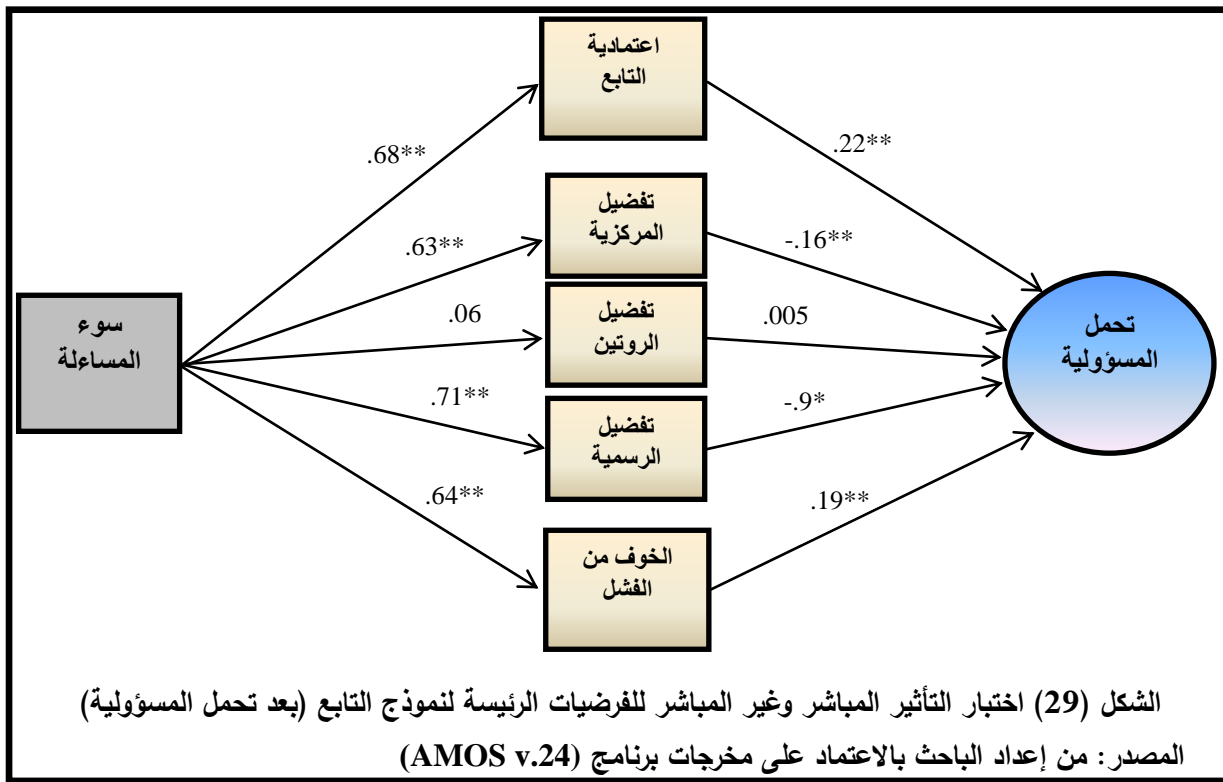 اعتمادية
التابع
.68**
.22**
تفضيل
المركزية
.63**
-.16**
سوء
المساءلة
.06
تفضيل
الروتين
.005
تحمل
المسؤولية
.71**
تفضيل
الرسمية
-.9*
.64**
.19**
الخوف من
الفشل
الشكل (29) اختبار التأثير المباشر وغير المباشر للفرضيات الرئيسة لنموذج التابع (بعد تحمل المسؤولية)
المصدر: من إعداد الباحث بالاعتماد على مخرجات برنامج (AMOS v.24)